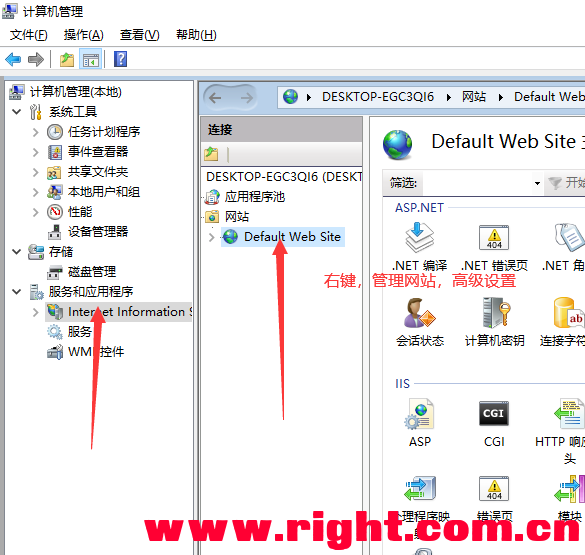 计算机管理
文件(F) 操作(A) 查看(V) 帮助(H)
计算机管理(本地)
系统工具
任务计划程序
事件查看器
共享文件夹
本地用户和组
性能
设备管理器
存储
磁盘管理
服务和应用程序
Internet Information S
服务
WMI控件
DESKTOP-EGC3QI6 网站 Default Web
连接
DESKTOP-EGC3QI6 (DESKT
应用程序池
网站
Default Web Site
Default Web Site 主
筛选: 开始
ASP.NET
.NET 编译 .NET 错误页 .NET 角
右键，管理网站，高级设置
会话状态 计算机密钥 连接字符
IIS
ASP CGI HTTP 响应
头
处理程序映 错误页 模块
射
www.right.com.cn